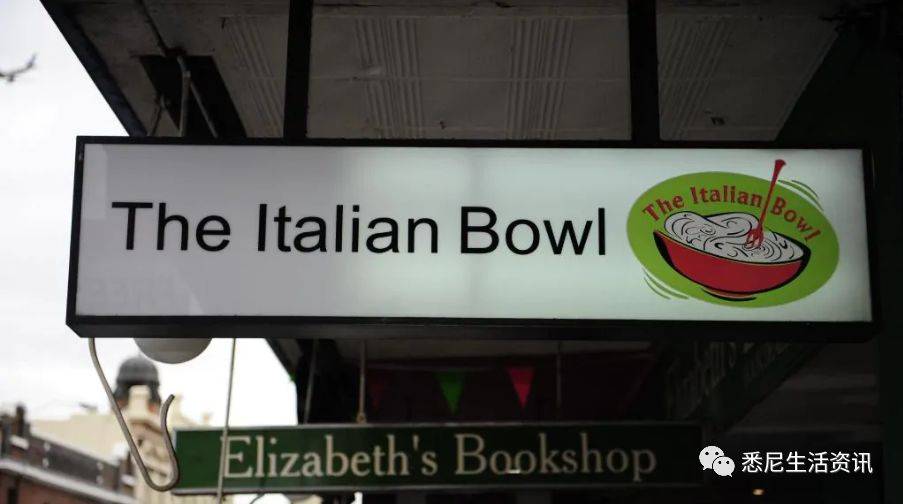 The Italian Bowl
The Italian Bowl
Elizabeth's Bookshop
悉尼生活资讯